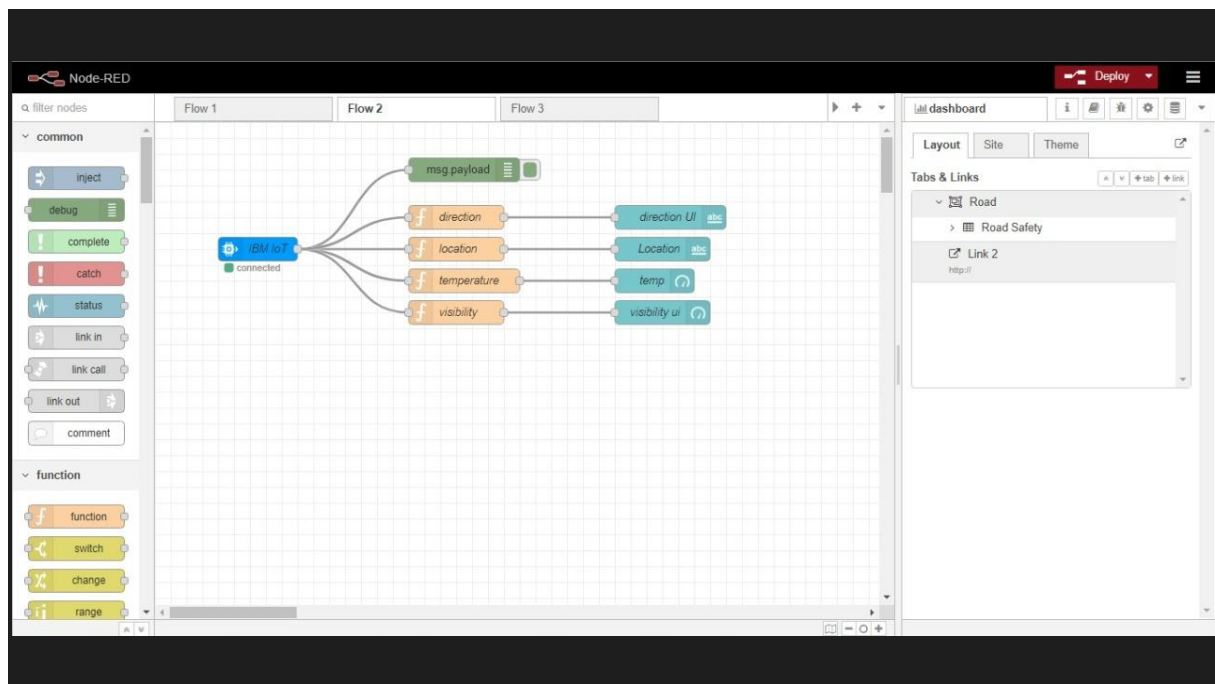 Node-RED
Deploy
filter nodes
Flow 1
Flow 2
Flow 3
dashboard
i
common
inject
debug
complete
catch
status
link in
link call
link out
comment
function
function
switch
change
range
msg.payload
IBM IoT
connected
direction
direction UI abc
location
Location abc
temperature
temp
visibility
visibility ui
Layout
Site
Theme
Tabs & Links
+tab
+link
Road
Road Safety
Link 2
http://